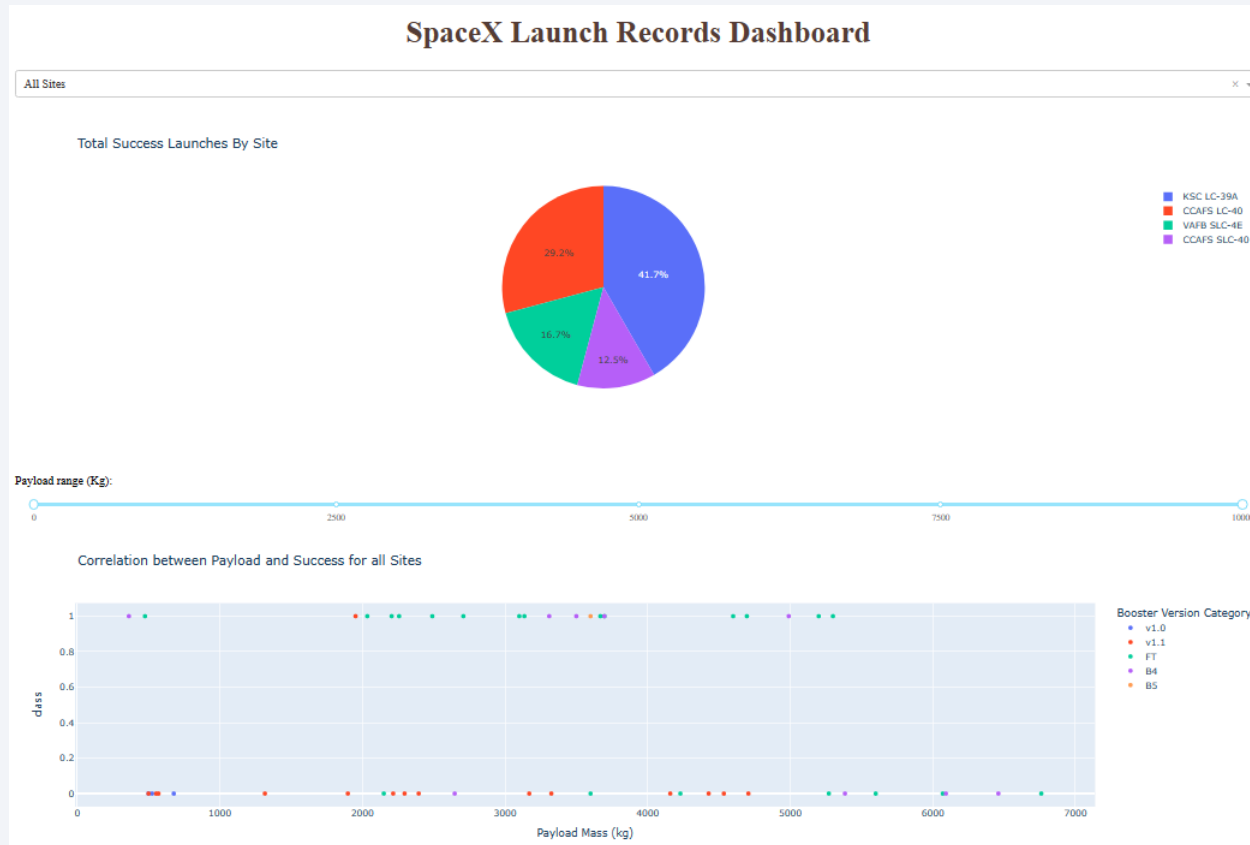 SpaceX Launch Records Dashboard
All Sites
Total Success Launches By Site
KSC LC-39A
CCAFS LC-40
VAFB SLC-4E
CCAFS SLC-40
29.2%
41.7%
16.7%
12.5%
Payload range (Kg):
0 2500 5000 7500 1000
Correlation between Payload and Success for all Sites
Booster Version Category
v1.0
v1.1
FT
B4
B5
1
0.8
0.6
0.4
0.2
0
class
0 1000 2000 3000 4000 5000 6000 7000
Payload Mass (kg)